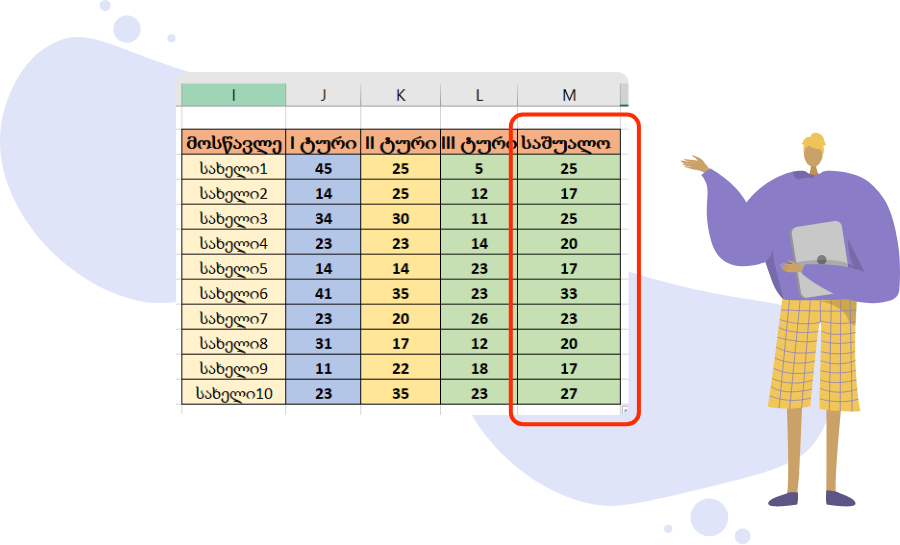 I J K L M
მოსწავლე I ტური II ტური III ტური საშუალო
სახელი1 45 25 5 25
სახელი2 14 25 12 17
სახელი3 34 30 11 25
სახელი4 23 23 14 20
სახელი5 14 14 23 17
სახელი6 41 35 23 33
სახელი7 23 20 26 23
სახელი8 31 17 12 20
სახელი9 11 22 18 17
სახელი10 23 35 23 27